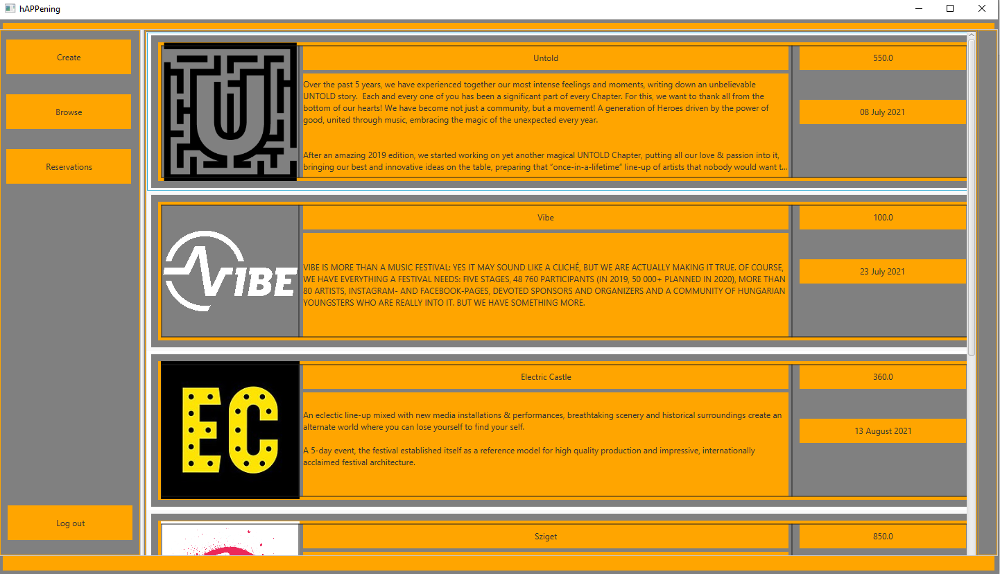 hAPPening
Create
Browse
Reservations
Log out
Untold
550.0
Over the past 5 years, we have experienced together our most intense feelings and moments, writing down an unbelievable
UNTOLD story.  Each and every one of you has been a significant part of every Chapter. For this, we want to thank all from the
bottom of our hearts! We have become not just a community, but a movement! A generation of Heroes driven by the power of
good, united through music, embracing the magic of the unexpected every year.
After an amazing 2019 edition, we started working on yet another magical UNTOLD Chapter, putting all our love & passion into it,
bringing our best and innovative ideas on the table, preparing that “once-in-a-lifetime” line-up of artists that nobody would want t...
08 July 2021
U
VIBE
Vibe
100.0
VIBE IS MORE THAN A MUSIC FESTIVAL: YES IT MAY SOUND LIKE A CLICHÉ, BUT WE ARE ACTUALLY MAKING IT TRUE. OF COURSE,
WE HAVE EVERYTHING A FESTIVAL NEEDS: FIVE STAGES, 48 760 PARTICIPANTS (IN 2019, 50 000+ PLANNED IN 2020), MORE THAN
80 ARTISTS, INSTAGRAM- AND FACEBOOK-PAGES, DEVOTED SPONSORS AND ORGANIZERS AND A COMMUNITY OF HUNGARIAN
YOUNGSTERS WHO ARE REALLY INTO IT. BUT WE HAVE SOMETHING MORE.
23 July 2021
EC
Electric Castle
360.0
An eclectic line-up mixed with new media installations & performances, breathtaking scenery and historical surroundings create an
alternate world where you can lose yourself to find your self.
A 5-day event, the festival established itself as a reference model for high quality production and impressive, internationally
acclaimed festival architecture.
13 August 2021
Sziget
850.0